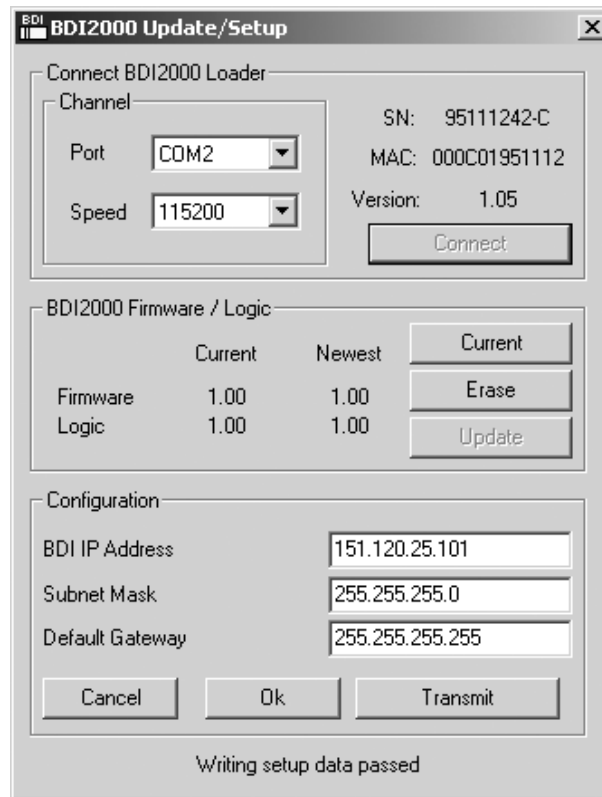 BDI
BDI2000 Update/Setup
Connect BDI2000 Loader
Channel
Port COM2
Speed 115200
SN: 95111242-C
MAC: 000C01951112
Version: 1.05
Connect
BDI2000 Firmware / Logic
Current Newest
Firmware 1.00 1.00
Logic 1.00 1.00
Current
Erase
Update
Configuration
BDI IP Address 151.120.25.101
Subnet Mask 255.255.255.0
Default Gateway 255.255.255.255
Cancel Ok Transmit
Writing setup data passed